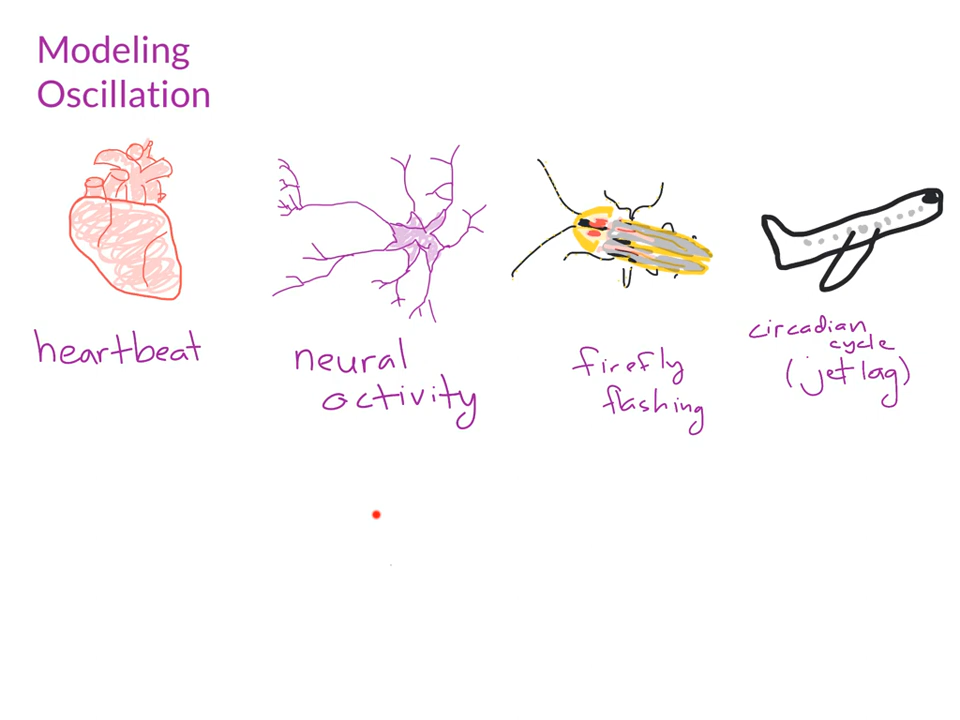 Modeling
Oscillation
heartbeat
neural
activity
firefly
flashing
circadian
cycle
(jet lag)